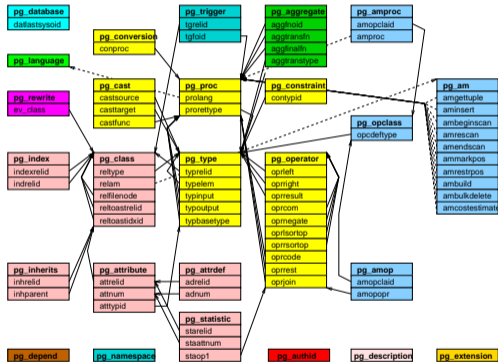 pg_database
datlastsysoid
pg_language
pg_rewrite
ev_class
pg_index
indexrelid
indrelid
pg_inherits
inhrelid
inhparent
pg_depend
pg_conversion
conproc
pg_cast
castsource
casttarget
castfunc
pg_class
reltype
relam
relfilenode
reltoastrelid
reltoastidxid
pg_attribute
attrelid
attnum
atttypid
pg_namespace
pg_trigger
tgrelid
tgfoid
pg_proc
prolang
prorettype
pg_type
typrelid
typelem
typinput
typoutput
typbasetype
pg_attrdef
adrelid
adnum
pg_statistic
starelid
staattnum
staop1
pg_aggregate
aggfnoid
aggtransfn
aggfinalfn
aggtranstype
pg_constraint
contypid
pg_operator
oprleft
oprright
oprresult
oprcom
oprnegate
oprlsortop
oprrsortop
oprcode
oprrest
oprjoin
pg_authid
pg_amproc
amopclaid
amproc
pg_opclass
opcdeftype
pg_amop
amopclaid
amopopr
pg_description
pg_am
amgettuple
aminsert
ambeginscan
amrescan
amendscan
ammarkpos
amrestrpos
ambuild
ambulkdelete
amcostestimate
pg_extension